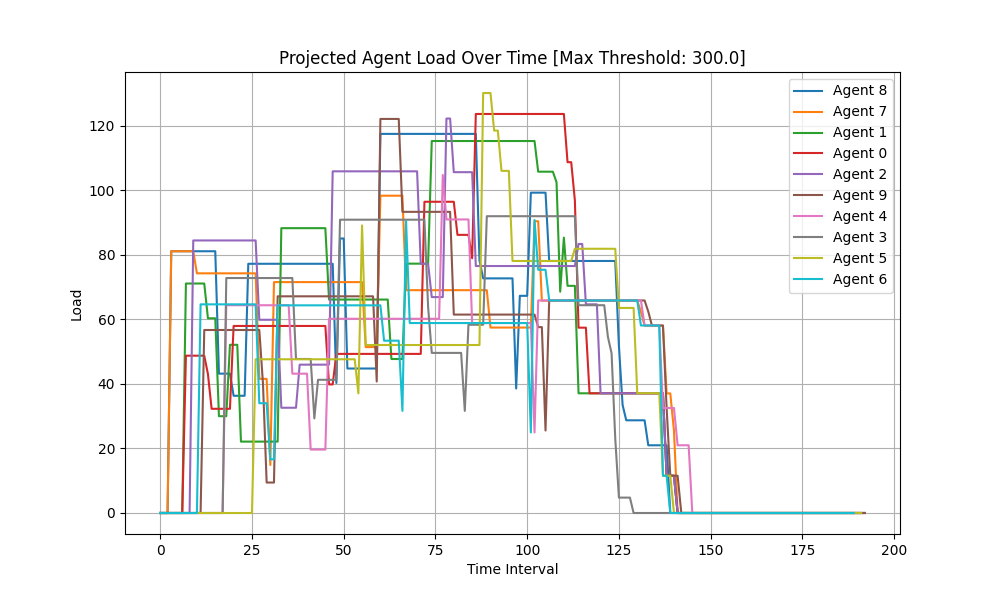 Projected Agent Load Over Time [Max Threshold: 300.0]
Load
120
100
80
60
40
20
0
0 25 50 75 100 125 150 175 200
Time Interval
Agent 8
Agent 7
Agent 1
Agent 0
Agent 2
Agent 9
Agent 4
Agent 3
Agent 5
Agent 6